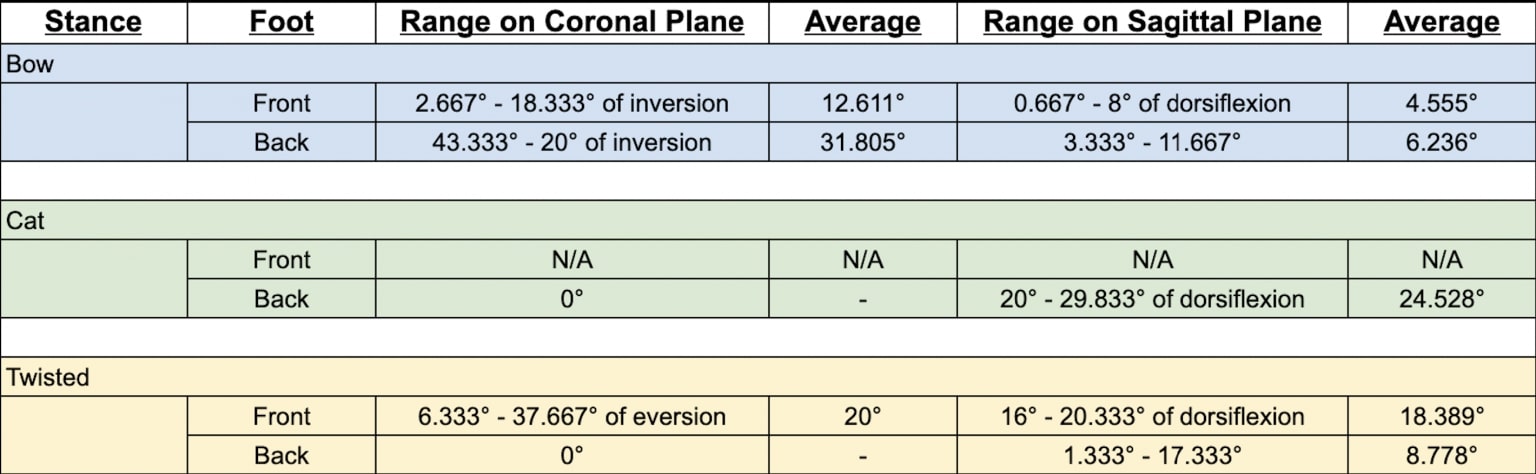 Stance Foot Range on Coronal Plane Average Range on Sagittal Plane Average
Bow
Front 2.667° - 18.333° of inversion 12.611° 0.667° - 8° of dorsiflexion 4.555°
Back 43.333° - 20° of inversion 31.805° 3.333° - 11.667° 6.236°
Cat
Front N/A N/A N/A N/A
Back 0° - 20° - 29.833° of dorsiflexion 24.528°
Twisted
Front 6.333° - 37.667° of eversion 20° 16° - 20.333° of dorsiflexion 18.389°
Back 0° - 1.333° - 17.333° 8.778°